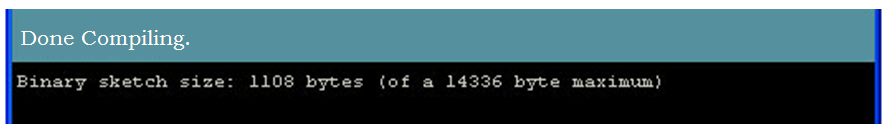 Done Compiling.
Binary sketch size: 1108 bytes (of a 14336 byte maximum)